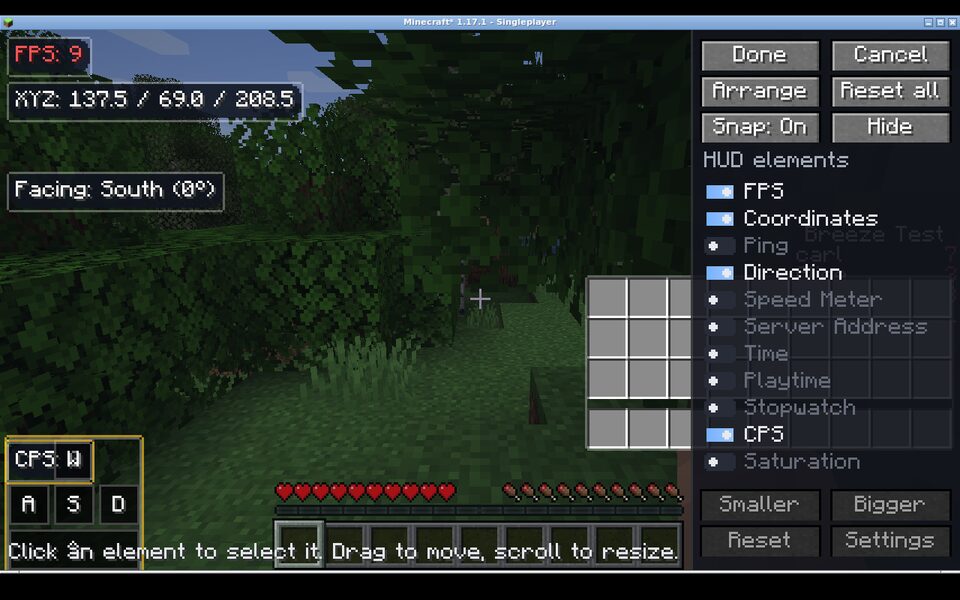 Minecraft* 1.17.1 - Singleplayer
FPS: 9
XYZ: 137.5 / 69.0 / 208.5
Facing: South (0°)
Done
Cancel
Arrange
Reset all
Snap: On
Hide
HUD elements
FPS
Coordinates
Ping
Breeze Test
carl
Direction
Speed Meter
Server Address
Time
Playtime
Stopwatch
CPS
Saturation
Smaller
Bigger
Reset
Settings
CPS
W
A S D
Click an element to select it. Drag to move, scroll to resize.